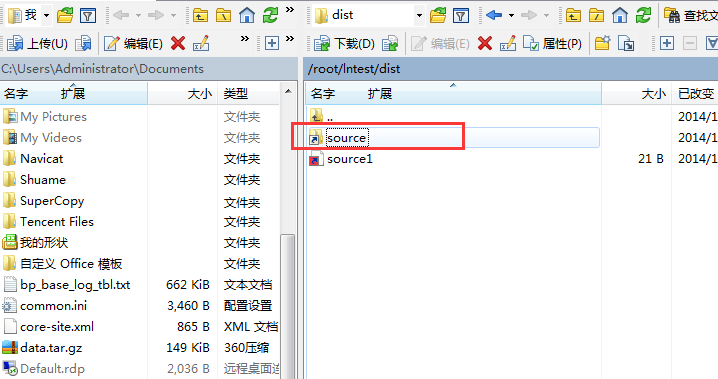 我 dist 查找文
上传(U) 编辑(E) » 下载(D) 编辑(E) 属性(P)
C:\Users\Administrator\Documents /root/lntest/dist
名字 扩展 大小 类型 名字 扩展 大小 已改变
My Pictures 文件夹 .. 2014/1
My Videos 文件夹 source 2014/1
Navicat 文件夹 source1 21 B 2014/1
Shuame 文件夹
SuperCopy 文件夹
Tencent Files 文件夹
我的形状 文件夹
自定义 Office 模板 文件夹
bp_base_log_tbl.txt 662 KiB 文本文档
common.ini 3,460 B 配置设置
core-site.xml 865 B XML 文档
data.tar.gz 149 KiB 360压缩
Default.rdp 2,036 B 远程桌面连